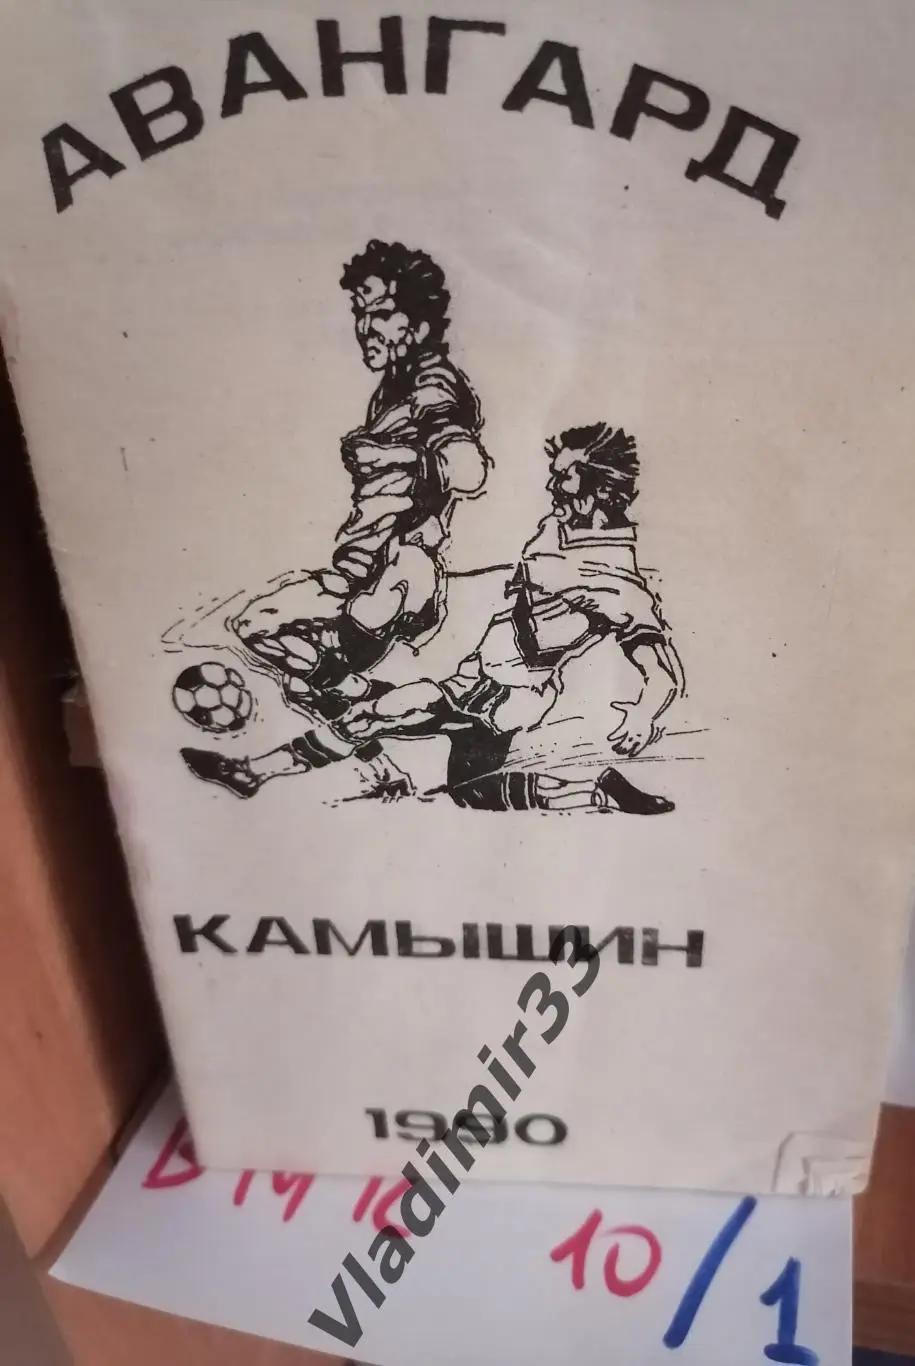 АВАНГАРД
КАМЫШИН
1990
Vladimir33
10/1